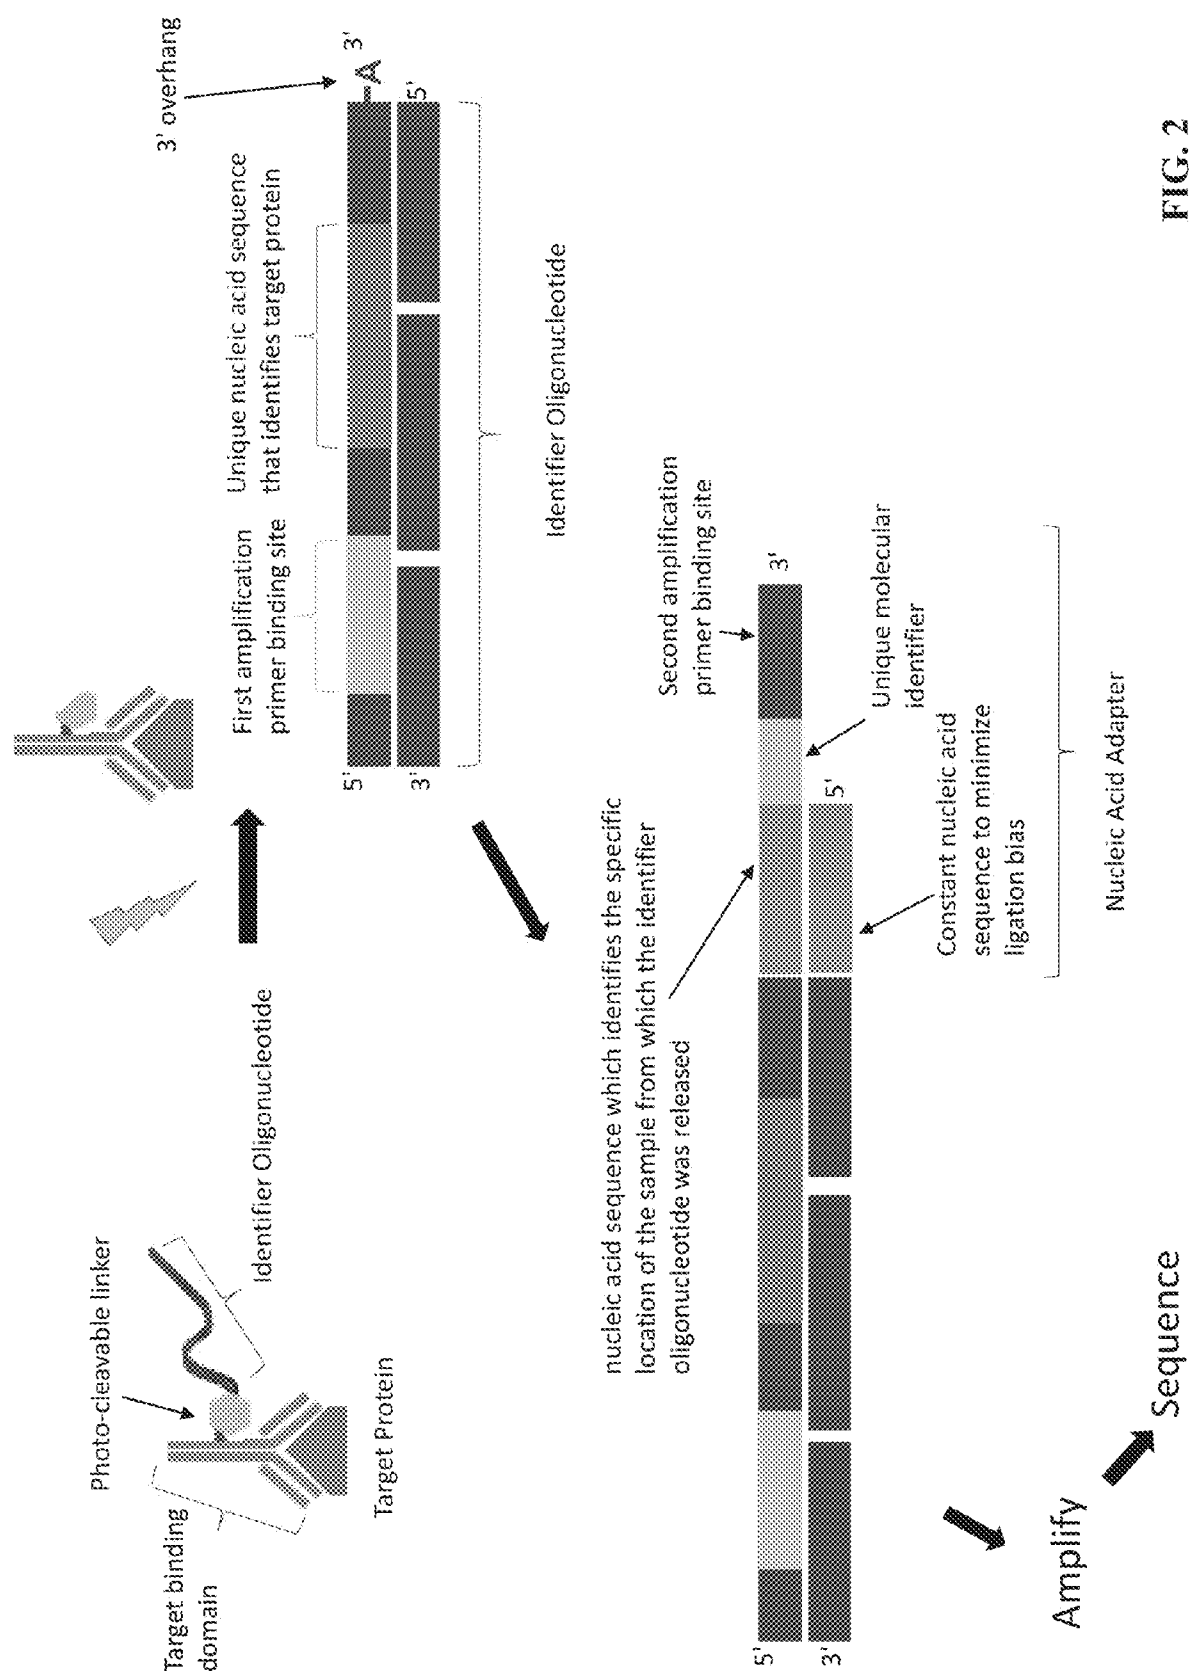 Target binding
domain
Photo-cleavable linker
Identifier Oligonucleotide
Target Protein
First amplification
primer binding site
Unique nucleic acid sequence
that identifies target protein
3' overhang
5'
A
3'
3'
5'
Identifier Oligonucleotide
nucleic acid sequence which identifies the specific
location of the sample from which the identifier
oligonucleotide was released
Second amplification
primer binding site
5'
3'
3'
5'
Unique molecular
identifier
Constant nucleic acid
sequence to minimize
ligation bias
Nucleic Acid Adapter
Amplify
Sequence
FIG. 2